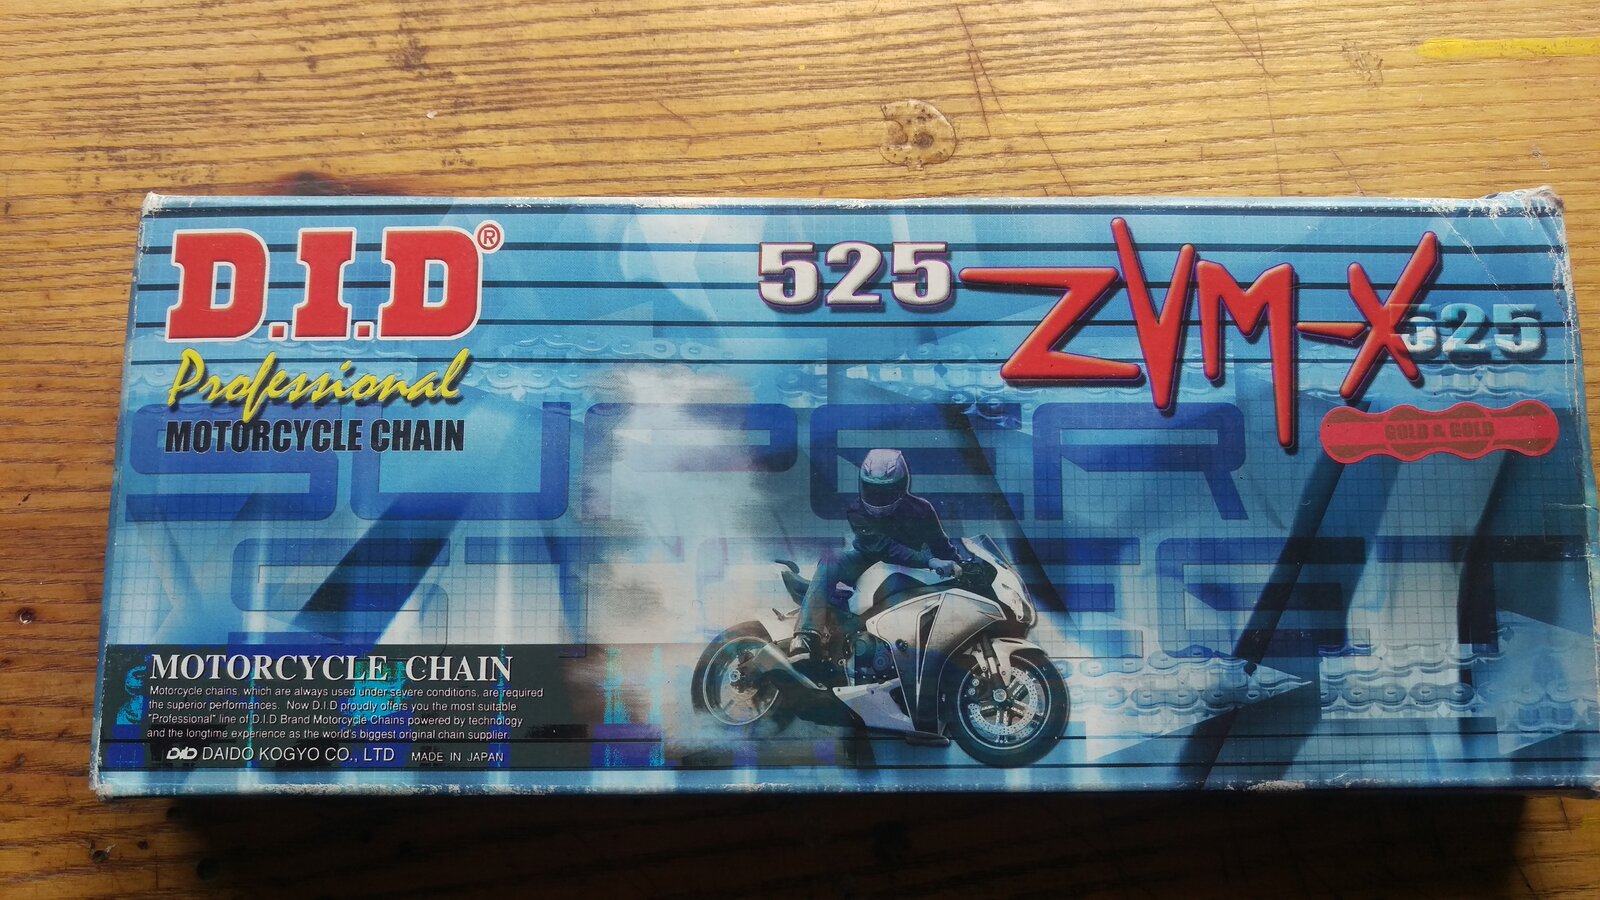 D.I.D®
Professional
MOTORCYCLE CHAIN
525 ZVM-X
525
GOLD & GOLD
SUPER
STREET
MOTORCYCLE CHAIN
Motorcycle chains, which are always used under severe conditions, are required
the superior performances. Now D.I.D proudly offers you the most suitable
"Professional" line of D.I.D Brand Motorcycle Chains powered by technology
and the longtime experience as the world's biggest original chain supplier.
DID DAIDO KOGYO CO., LTD MADE IN JAPAN